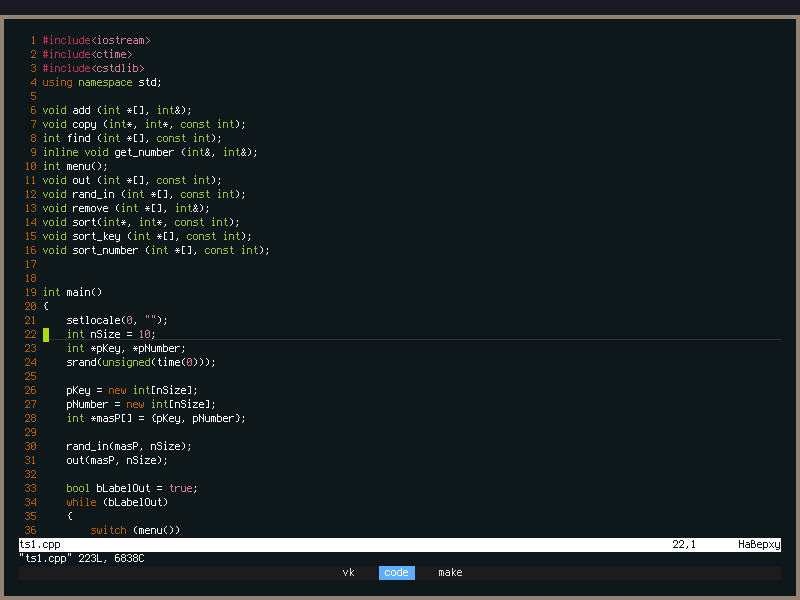 1 #include<iostream>
2 #include<ctime>
3 #include<cstdlib>
4 using namespace std;
5
6 void add (int *[], int&);
7 void copy (int*, int*, const int);
8 int find (int *[], const int);
9 inline void get_number (int&, int&);
10 int menu();
11 void out (int *[], const int);
12 void rand_in (int *[], const int);
13 void remove (int *[], int&);
14 void sort(int*, int*, const int);
15 void sort_key (int *[], const int);
16 void sort_number (int *[], const int);
17
18
19 int main()
20 {
21     setlocale(0, "");
22     int nSize = 10;
23     int *pKey, *pNumber;
24     srand(unsigned(time(0)));
25
26     pKey = new int[nSize];
27     pNumber = new int[nSize];
28     int *masP[] = {pKey, pNumber};
29
30     rand_in(masP, nSize);
31     out(masP, nSize);
32
33     bool bLabelOut = true;
34     while (bLabelOut)
35     {
36         switch (menu())
ts1.cpp 22,1 НаВерху
"ts1.cpp" 223L, 6838C
vk code make